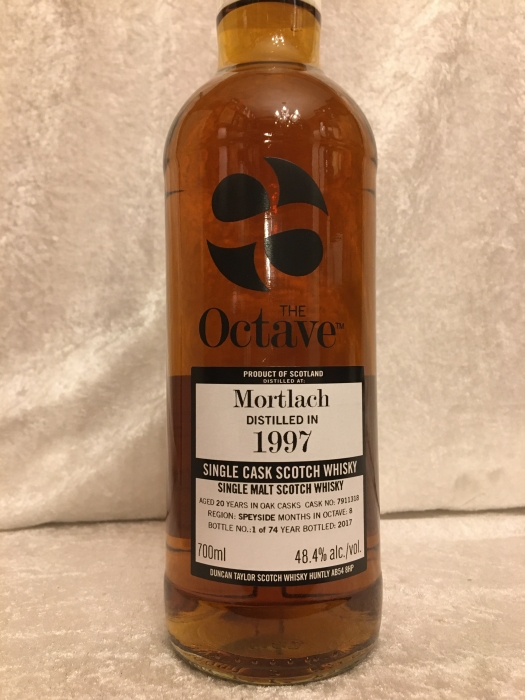 THE
Octave™
PRODUCT OF SCOTLAND
DISTILLED AT:
Mortlach
DISTILLED IN
1997
SINGLE CASK SCOTCH WHISKY
SINGLE MALT SCOTCH WHISKY
AGED 20 YEARS IN OAK CASKS CASK NO: 7911318
REGION: SPEYSIDE MONTHS IN OCTAVE: 8
BOTTLE NO.:1 of 74 YEAR BOTTLED: 2017
700ml 48.4% alc./vol.
DUNCAN TAYLOR SCOTCH WHISKY HUNTLY AB54 8HP